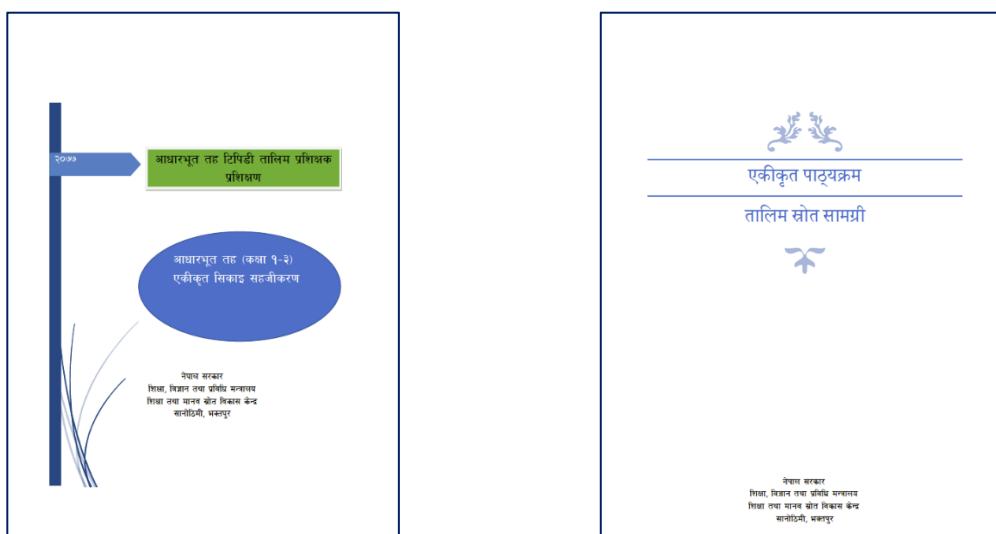 २०७७
आधारभूत तह टिपिडी तालिम प्रशिक्षक
प्रशिक्षण
आधारभूत तह (कक्षा १-३)
एकीकृत सिकाइ सहजीकरण
नेपाल सरकार
शिक्षा, विज्ञान तथा प्रविधि मन्त्रालय
शिक्षा तथा मानव स्रोत विकास केन्द्र
सानोठिमी, भक्तपुर
एकीकृत पाठ्यक्रम
तालिम स्रोत सामग्री
नेपाल सरकार
शिक्षा, विज्ञान तथा प्रविधि मन्त्रालय
शिक्षा तथा मानव स्रोत विकास केन्द्र
सानोठिमी, भक्तपुर